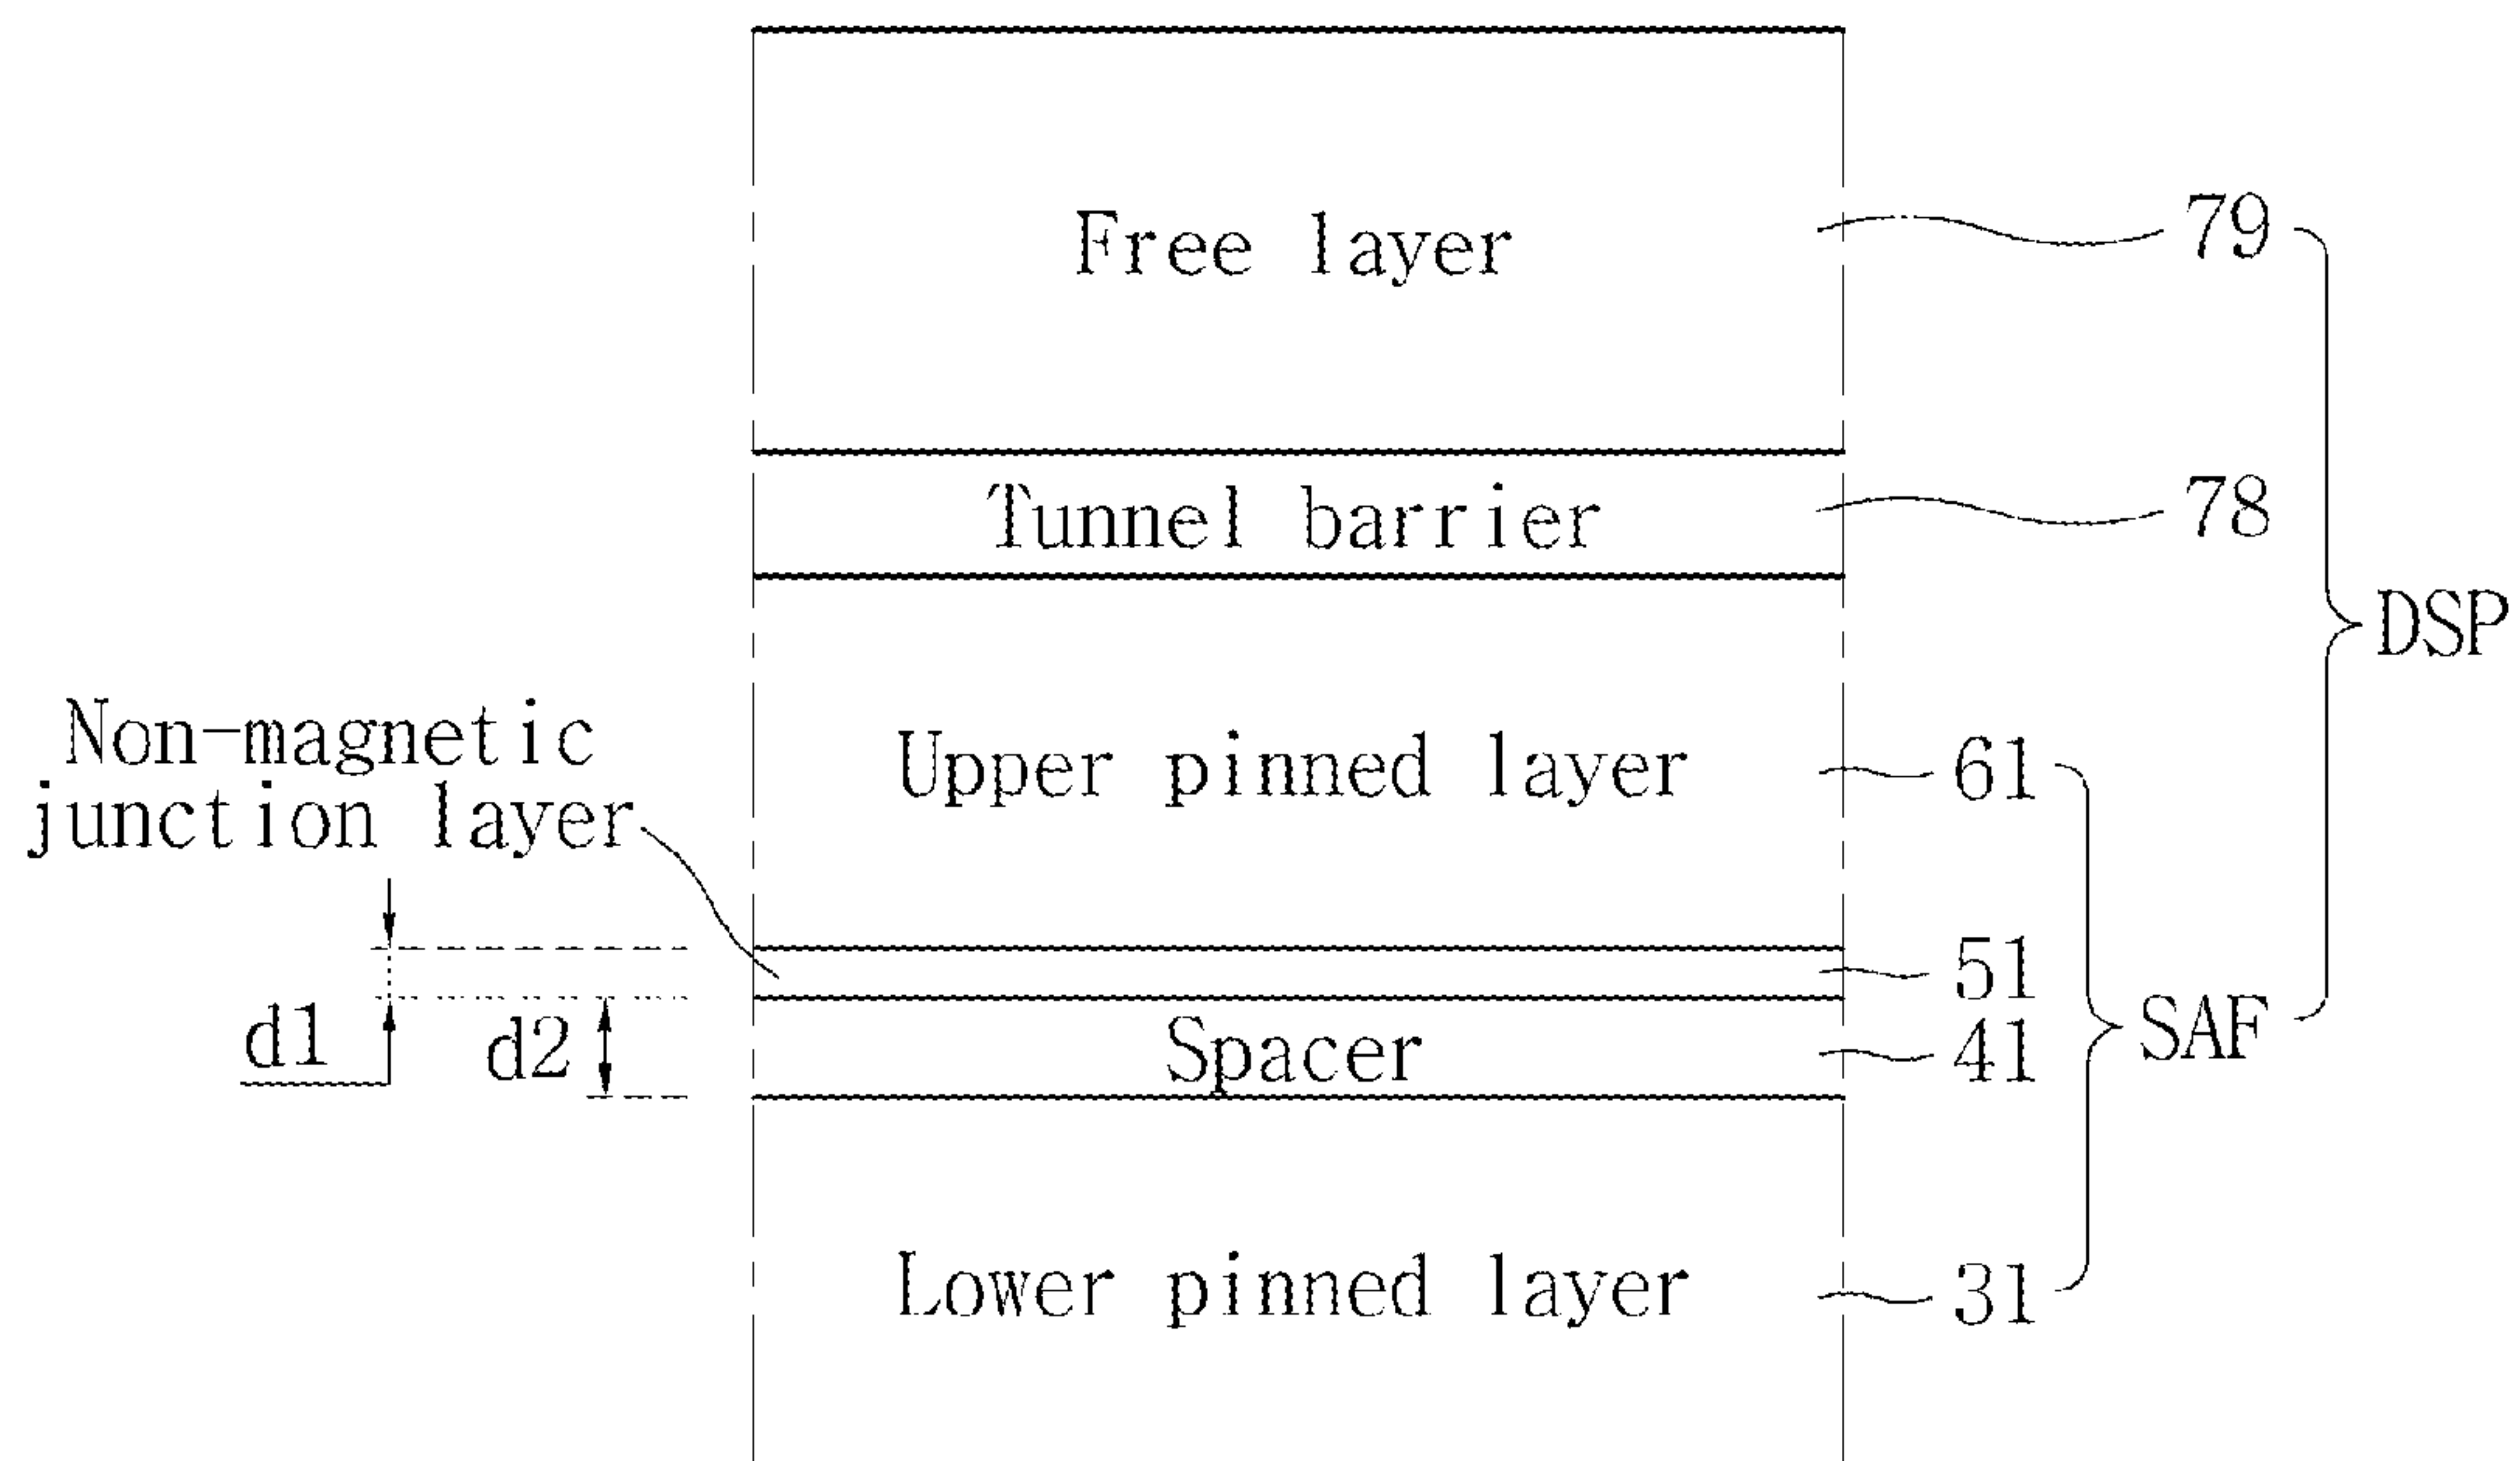 Free layer
79
Tunnel barrier
78
DSP
Non-magnetic
junction layer
Upper pinned layer
61
51
d1
d2
Spacer
41
SAF
Lower pinned layer
31